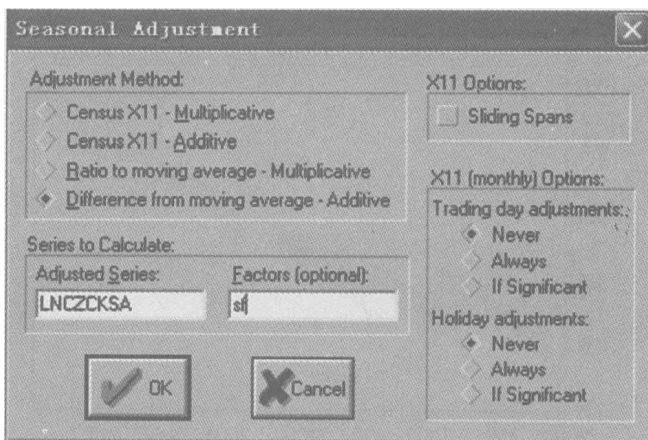 Seasonal Adjustment
Adjustment Method:
Census X11 - Multiplicative
Census X11 - Additive
Ratio to moving average - Multiplicative
Difference from moving average - Additive
Series to Calculate:
Adjusted Series:
Factors (optional):
LNCZCKSA
sf
OK
Cancel
X11 Options:
Sliding Spans
X11 (monthly) Options:
Trading day adjustments:
Never
Always
If Significant
Holiday adjustments:
Never
Always
If Significant